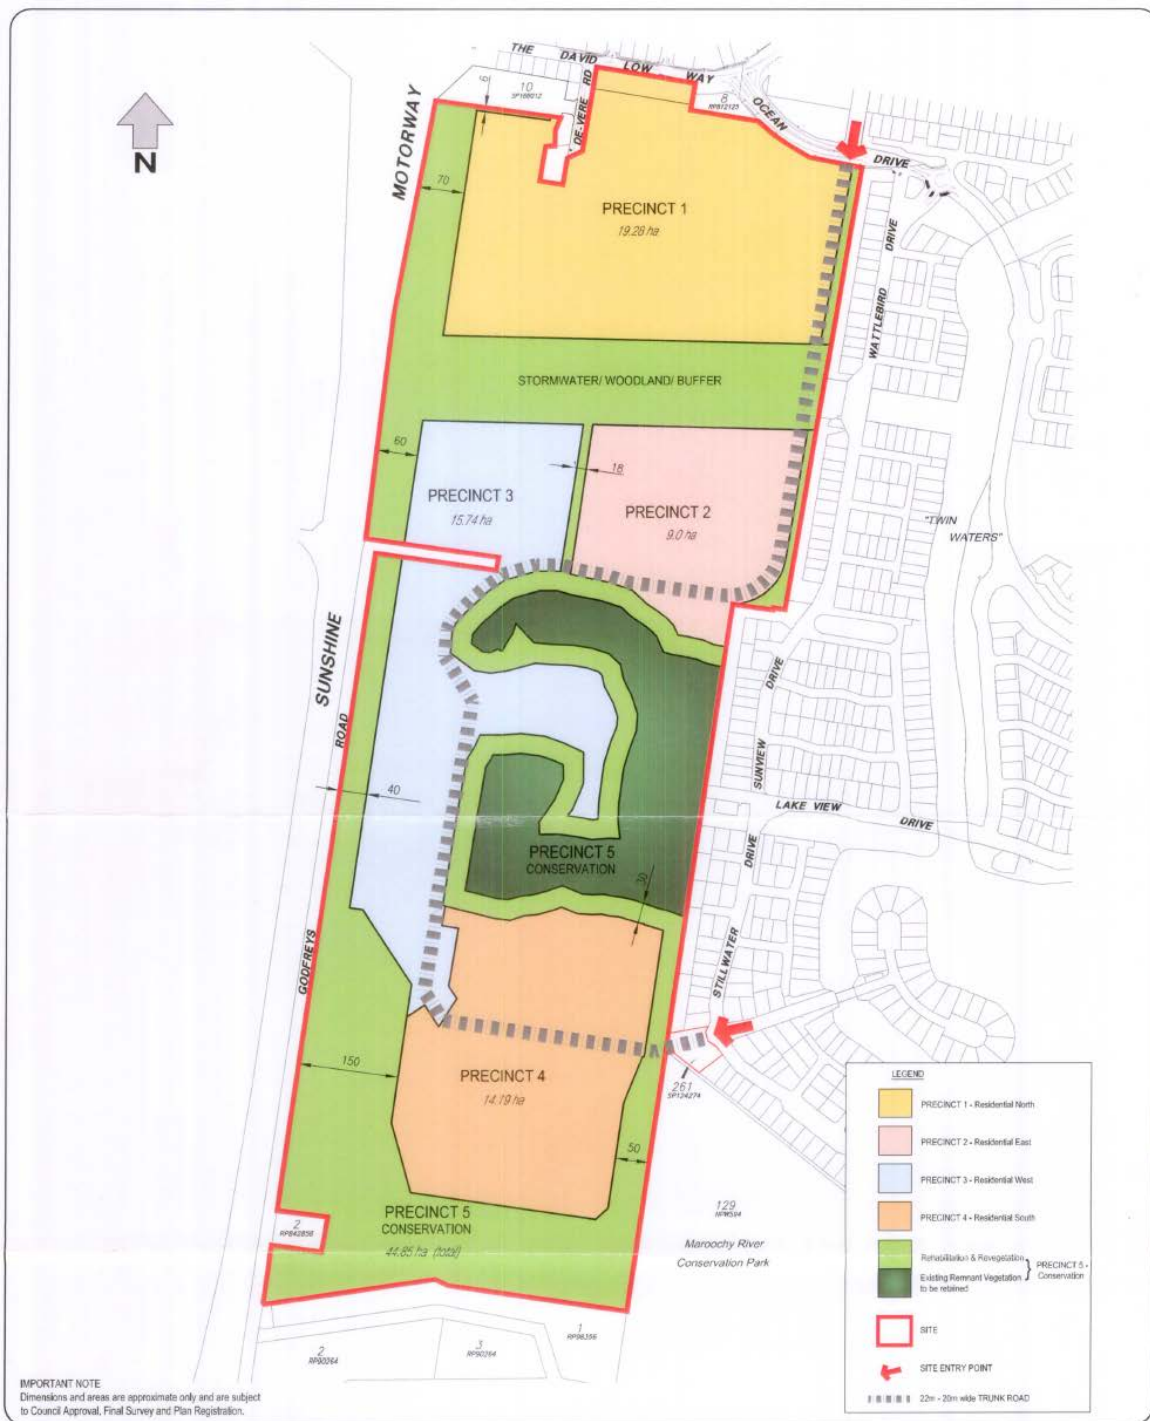 THE DAVID LOW WAY
10
SP188012
DE-VERE RD
8
RP812125
OCEAN
DRIVE
MOTORWAY
N
70
PRECINCT 1
19.28 ha
WATTLEBIRD
DRIVE
STORMWATER/ WOODLAND/ BUFFER
60
18
PRECINCT 3
15.74 ha
PRECINCT 2
9.0 ha
"TWIN
WATERS"
SUNSHINE
ROAD
GODFREYS
DRIVE
SUNVIEW
LAKE VIEW
DRIVE
40
DRIVE
STILLWATER
PRECINCT 5
CONSERVATION
150
PRECINCT 4
14.19 ha
261
SP124274
50
129
Maroochy River
Conservation Park
PRECINCT 5
CONSERVATION
44.85 ha (total)
2
RP842858
2
RP90264
3
RP90264
1
LEGEND
PRECINCT 1 - Residential North
PRECINCT 2 - Residential East
PRECINCT 3 - Residential West
PRECINCT 4 - Residential South
Rehabilitation & Revegetation
Existing Remnant Vegetation
to be retained
PRECINCT 5 -
Conservation
SITE
SITE ENTRY POINT
22m - 20m wide TRUNK ROAD
IMPORTANT NOTE
Dimensions and areas are approximate only and are subject
to Council Approval, Final Survey and Plan Registration.